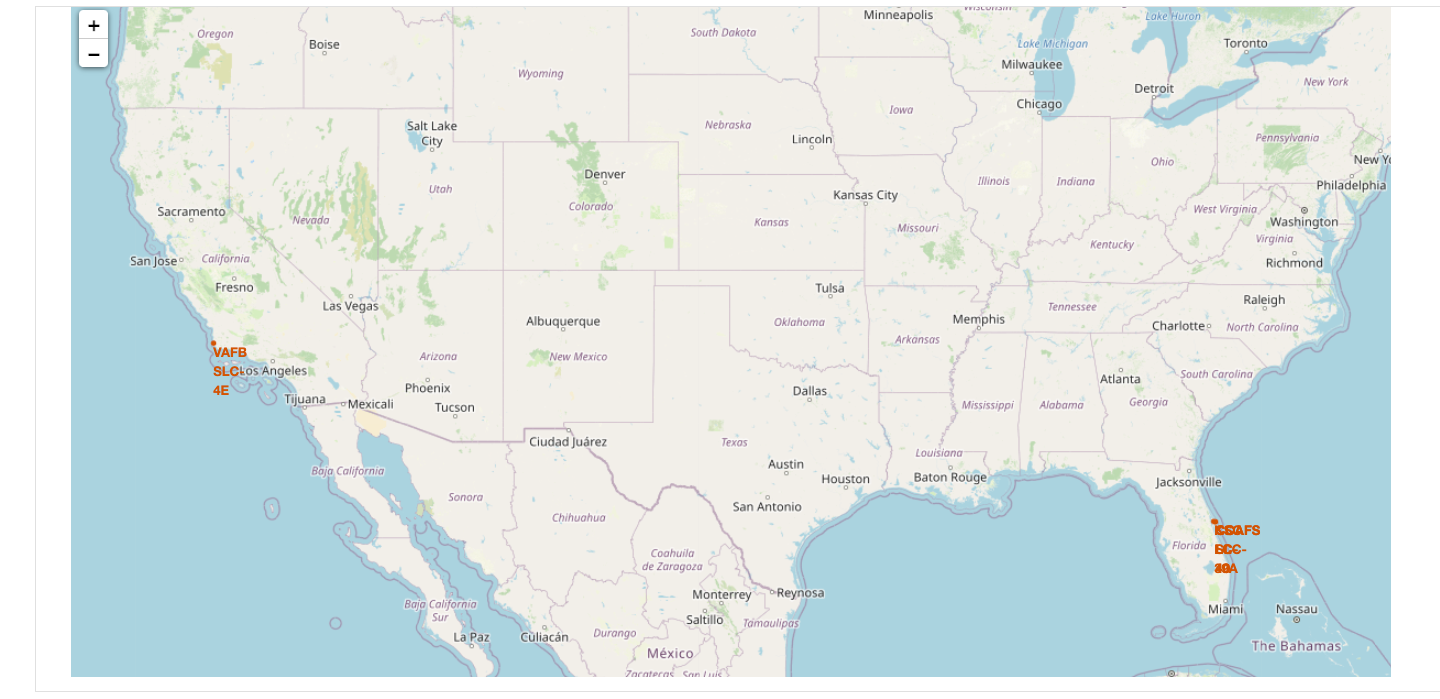 +
−
Oregon
Boise
South Dakota
Minneapolis
Wisconsin
Lake Huron
Toronto
Lake Michigan
Milwaukee
Wyoming
Detroit
New York
Chicago
Iowa
Salt Lake
City
Nebraska
Lincoln
Pennsylvania
Ohio
Denver
Utah
Illinois
Indiana
Philadelphia
Sacramento
Nevada
Colorado
Kansas City
Kansas
Missouri
West Virginia
Washington
Virginia
Kentucky
San Jose
California
Richmond
Fresno
Las Vegas
Tulsa
Raleigh
Albuquerque
Oklahoma
Memphis
Tennessee
Charlotte
North Carolina
Arkansas
VAFB
SLC-
4E
Los Angeles
Arizona
New Mexico
Phoenix
Tucson
Dallas
Atlanta
South Carolina
Tijuana
Mexicali
Mississippi
Alabama
Georgia
Ciudad Juárez
Texas
Louisiana
Baja California
Austin
Houston
Baton Rouge
Jacksonville
Sonora
San Antonio
Chihuahua
Florida
Coahuila
de Zaragoza
Monterrey
Reynosa
Baja California
Sur
Saltillo
Tamaulipas
Miami
Nassau
La Paz
Culiacán
Durango
México
The Bahamas
Zacatecas
San Luis